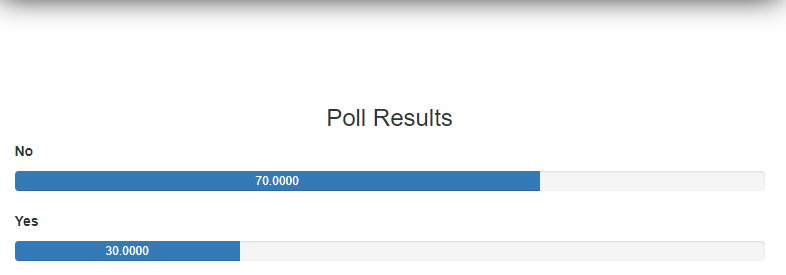 Poll Results
No
70.0000
Yes
30.0000